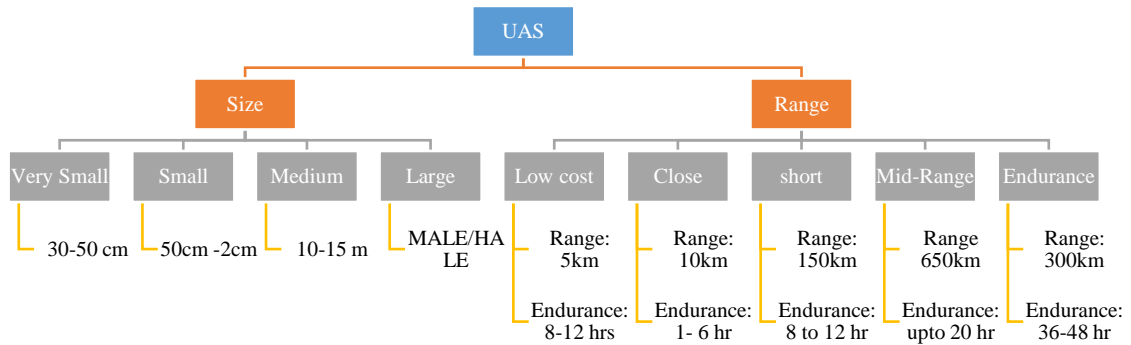 UAS
Size
Range
Very Small
Small
Medium
Large
Low cost
Close
short
Mid-Range
Endurance
30-50 cm
50cm -2cm
10-15 m
MALE/HA
LE
Range:
5km
Range:
10km
Range:
150km
Range
650km
Range:
300km
Endurance:
8-12 hrs
Endurance:
1- 6 hr
Endurance:
8 to 12 hr
Endurance:
upto 20 hr
Endurance:
36-48 hr